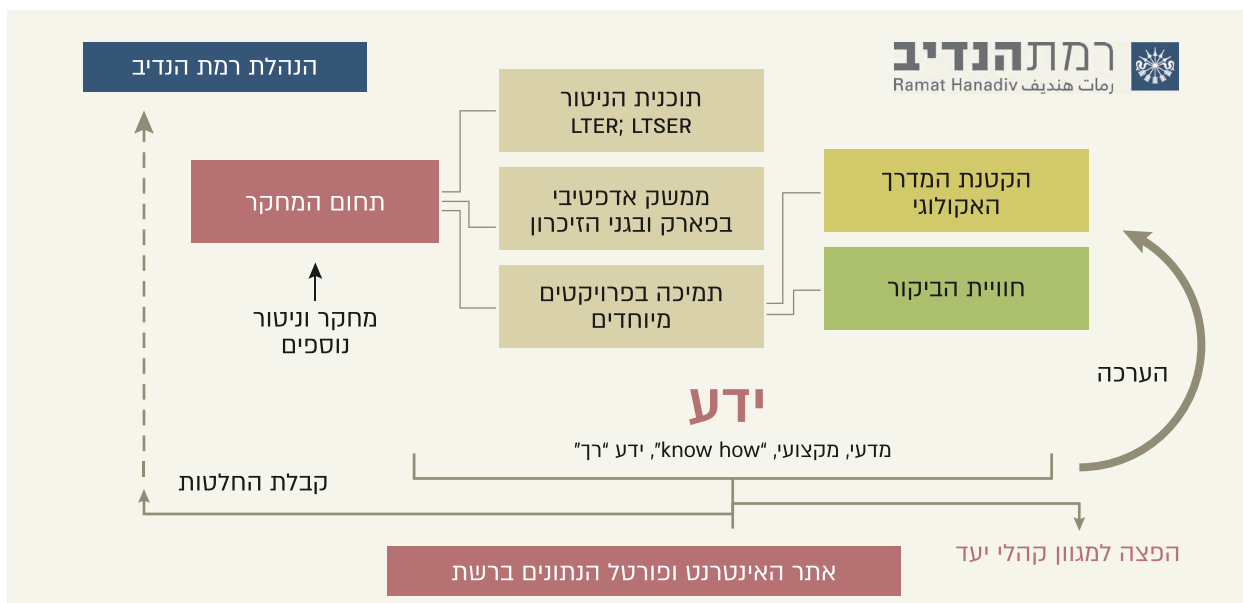 רמת הנדיב
Ramat Hanadiv رمات هنديف
הנהלת רמת הנדיב
תוכנית הניטור
LTER; LTSER
תחום המחקר
ממשק אדפטיבי
בפארק ובגני הזיכרון
הקטנת המדרך
האקולוגי
תמיכה בפרויקטים
מיוחדים
חוויית הביקור
מחקר וניטור
נוספים
הערכה
ידע
מדעי, מקצועי, "know how", ידע "רך"
קבלת החלטות
הפצה למגוון קהלי יעד
אתר האינטרנט ופורטל הנתונים ברשת